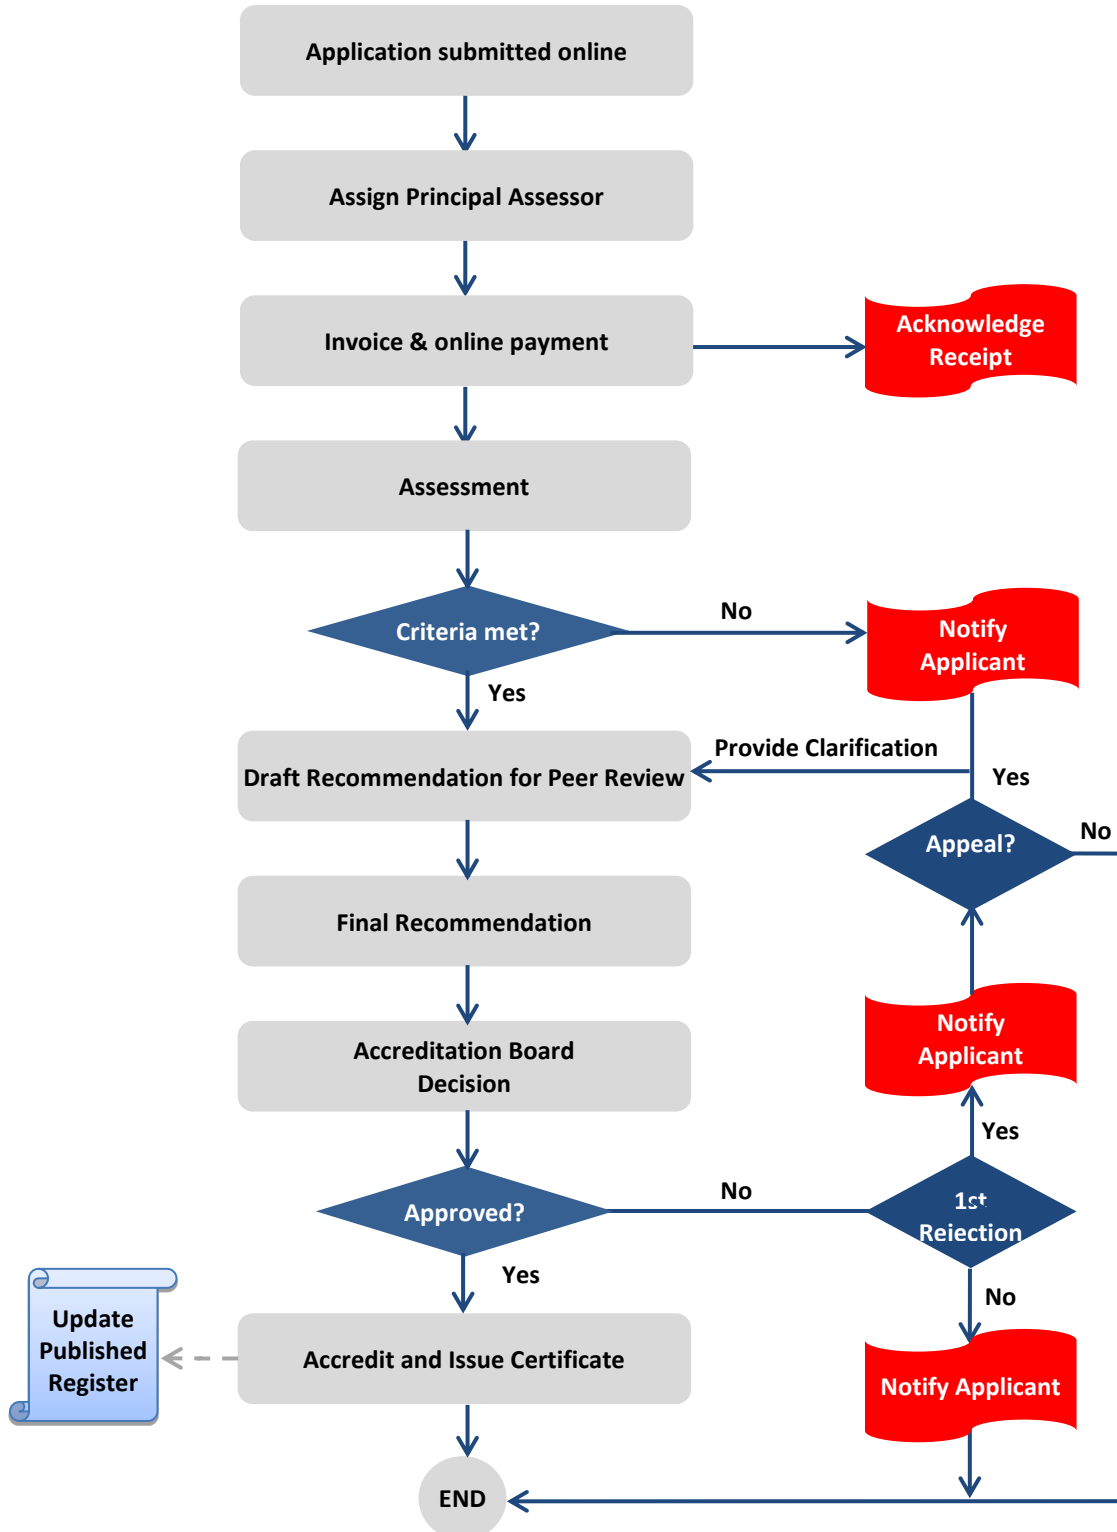 Application submitted online
Assign Principal Assessor
Invoice & online payment
Acknowledge
Receipt
Assessment
Criteria met?
No
Notify
Applicant
Yes
Provide Clarification
Draft Recommendation for Peer Review
Yes
Appeal?
No
Final Recommendation
Notify
Applicant
Accreditation Board
Decision
Yes
Approved?
No
1st
Rejection
Yes
No
Update
Published
Register
Accredit and Issue Certificate
Notify Applicant
END